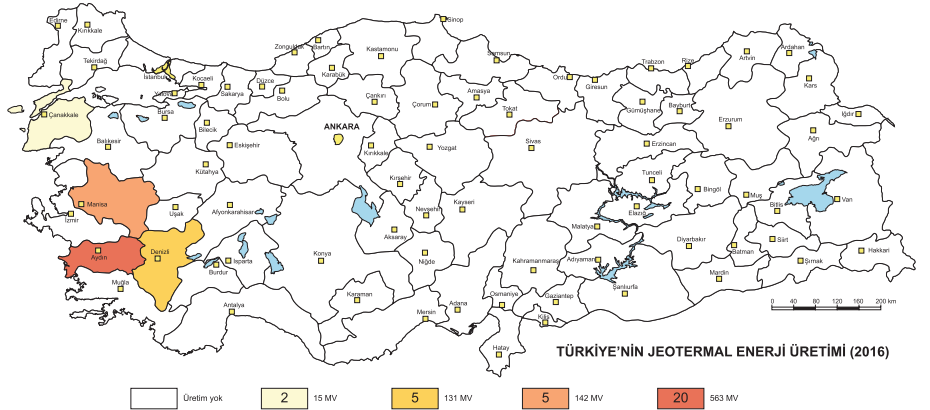 Edirne
Kırıkkale
Tekirdağ
İstanbul
Kocaeli
Yalova
Sakarya
Düzce
Bolu
Zonguldak
Bartın
Karabük
Kastamonu
Sinop
Samsun
Ordu
Giresun
Trabzon
Rize
Artvin
Ardahan
Kars
Iğdır
Çanakkale
Bursa
Bilecik
Balıkesir
Eskişehir
Kütahya
ANKARA
Çankırı
Kırıkkale
Çorum
Amasya
Tokat
Yozgat
Sivas
Gümüşhane
Bayburt
Erzurum
Erzincan
Ağrı
Manisa
İzmir
Uşak
Afyonkarahisar
Kırşehir
Nevşehir
Kayseri
Aksaray
Niğde
Malatya
Elazığ
Tunceli
Bingöl
Muş
Bitlis
Van
Aydın
Denizli
Muğla
Burdur
Isparta
Konya
Antalya
Karaman
Mersin
Adana
Kahramanmaraş
Osmaniye
Gaziantep
Kilis
Hatay
Adıyaman
Şanlıurfa
Diyarbakır
Mardin
Batman
Siirt
Şırnak
Hakkari
0 40 80 120 160 200 km
TÜRKİYE'NİN JEOTERMAL ENERJİ ÜRETİMİ (2016)
Üretim yok
2 15 MV
5 131 MV
5 142 MV
20 563 MV